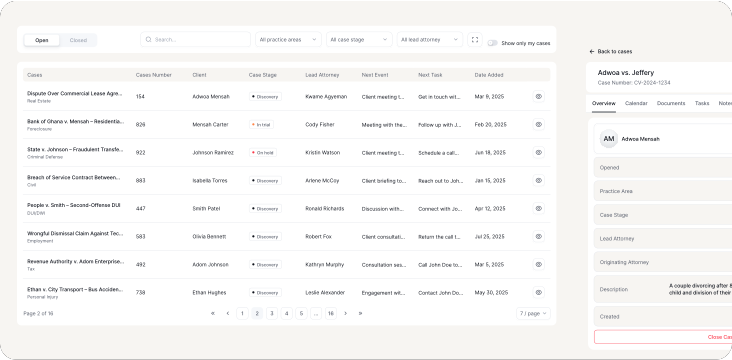 Open Closed Search... All practice areas All case stage All lead attorney Show only my cases
Cases Cases Number Client Case Stage Lead Attorney Next Event Next Task Date Added
Dispute Over Commercial Lease Agre... 154 Adwoa Mensah Discovery Kwame Agyeman Client meeting t... Get in touch wit... Mar 9, 2025
Real Estate
Bank of Ghana v. Mensah – Residentia... 826 Mensah Carter In trial Cody Fisher Meeting with the... Follow up with J... Feb 20, 2025
Foreclosure
State v. Johnson – Fraudulent Transfe... 922 Johnson Ramirez On hold Kristin Watson Client meeting t... Schedule a call... Jun 18, 2025
Criminal Defense
Breach of Service Contract Between... 883 Isabella Torres Discovery Arlene McCoy Client briefing to... Reach out to Joh... Jan 15, 2025
Civil
People v. Smith – Second-Offense DUI 447 Smith Patel Discovery Ronald Richards Discussion with... Connect with Jo... Apr 12, 2025
DUI/DWI
Wrongful Dismissal Claim Against Tec... 583 Olivia Bennett Discovery Robert Fox Client consultati... Return the call t... Jul 25, 2025
Employment
Revenue Authority v. Adom Enterprise... 492 Adom Johnson Discovery Kathryn Murphy Consultation ses... Call John Doe to... Mar 5, 2025
Tax
Ethan v. City Transport – Bus Acciden... 738 Ethan Hughes Discovery Leslie Alexander Engagement wit... Contact John Do... May 30, 2025
Personal Injury
Page 2 of 16 « ‹ 1 2 3 4 5 ... 16 › » 7 / page
← Back to cases
Adwoa vs. Jeffery
Case Number: CV-2024-1234
Overview Calendar Documents Tasks Notes
AM Adwoa Mensah
Opened
Practice Area
Case Stage
Lead Attorney
Originating Attorney
Description A couple divorcing after 8
child and division of their
Created
Close Cas